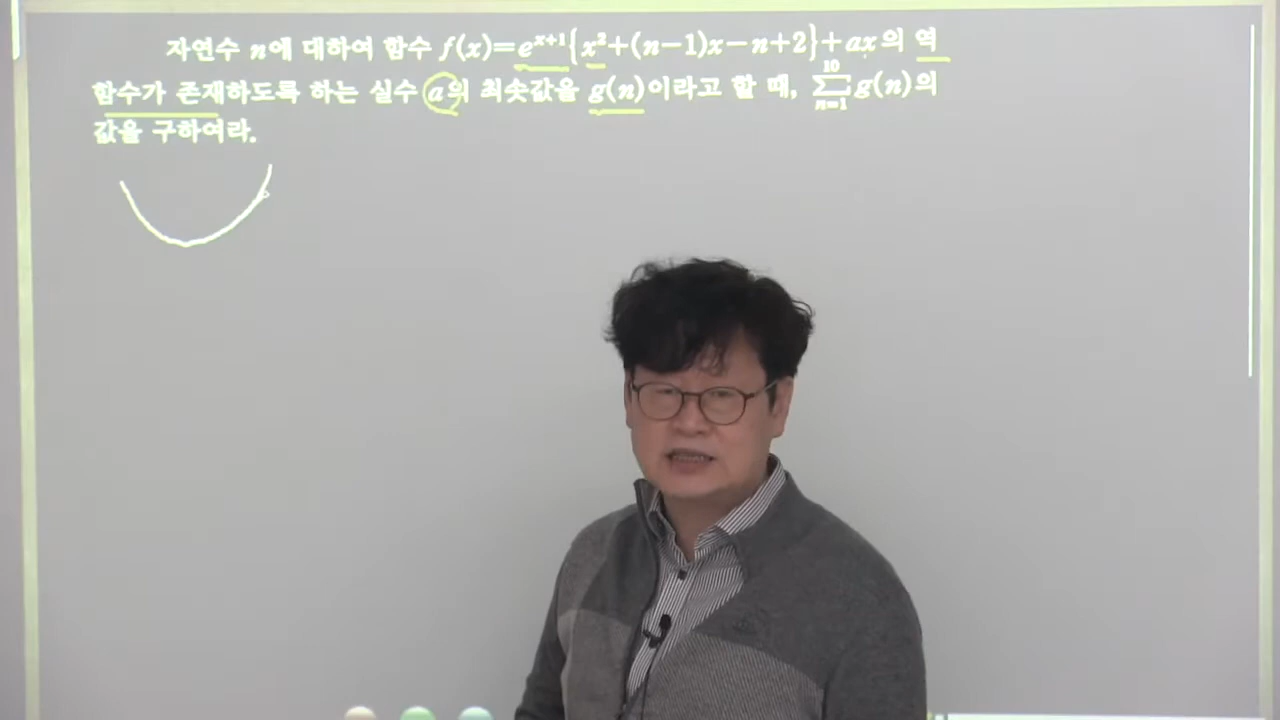 자연수 n에 대하여 함수 f(x)=e^{x+1}{x²+(n−1)x−n+2}+ax의 역
함수가 존재하도록 하는 실수 a의 최솟값을 g(n)이라고 할 때, \sum_{n=1}^{10} g(n)의
값을 구하여라.